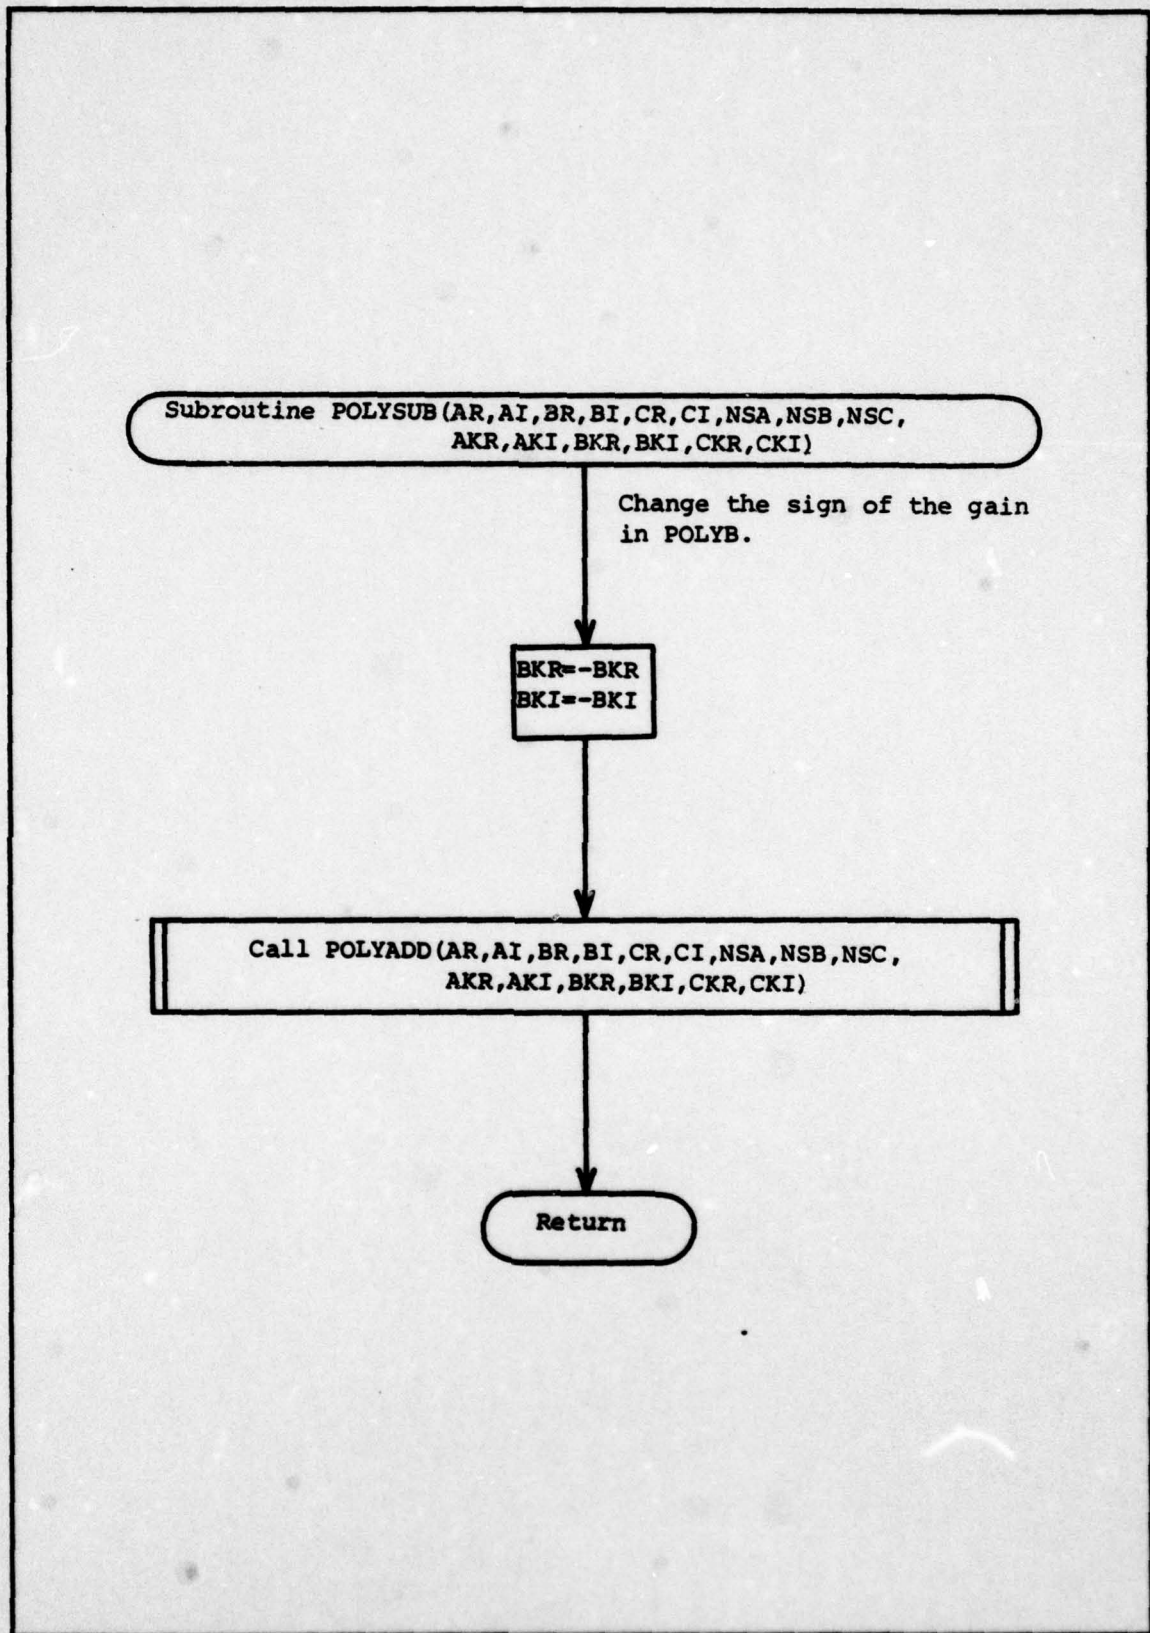 Subroutine POLYSUB(AR,AI,BR,BI,CR,CI,NSA,NSB,NSC,
AKR,AKI,BKR,BKI,CKR,CKI)
Change the sign of the gain
in POLYB.
BKR=-BKR
BKI=-BKI
Call POLYADD(AR,AI,BR,BI,CR,CI,NSA,NSB,NSC,
AKR,AKI,BKR,BKI,CKR,CKI)
Return